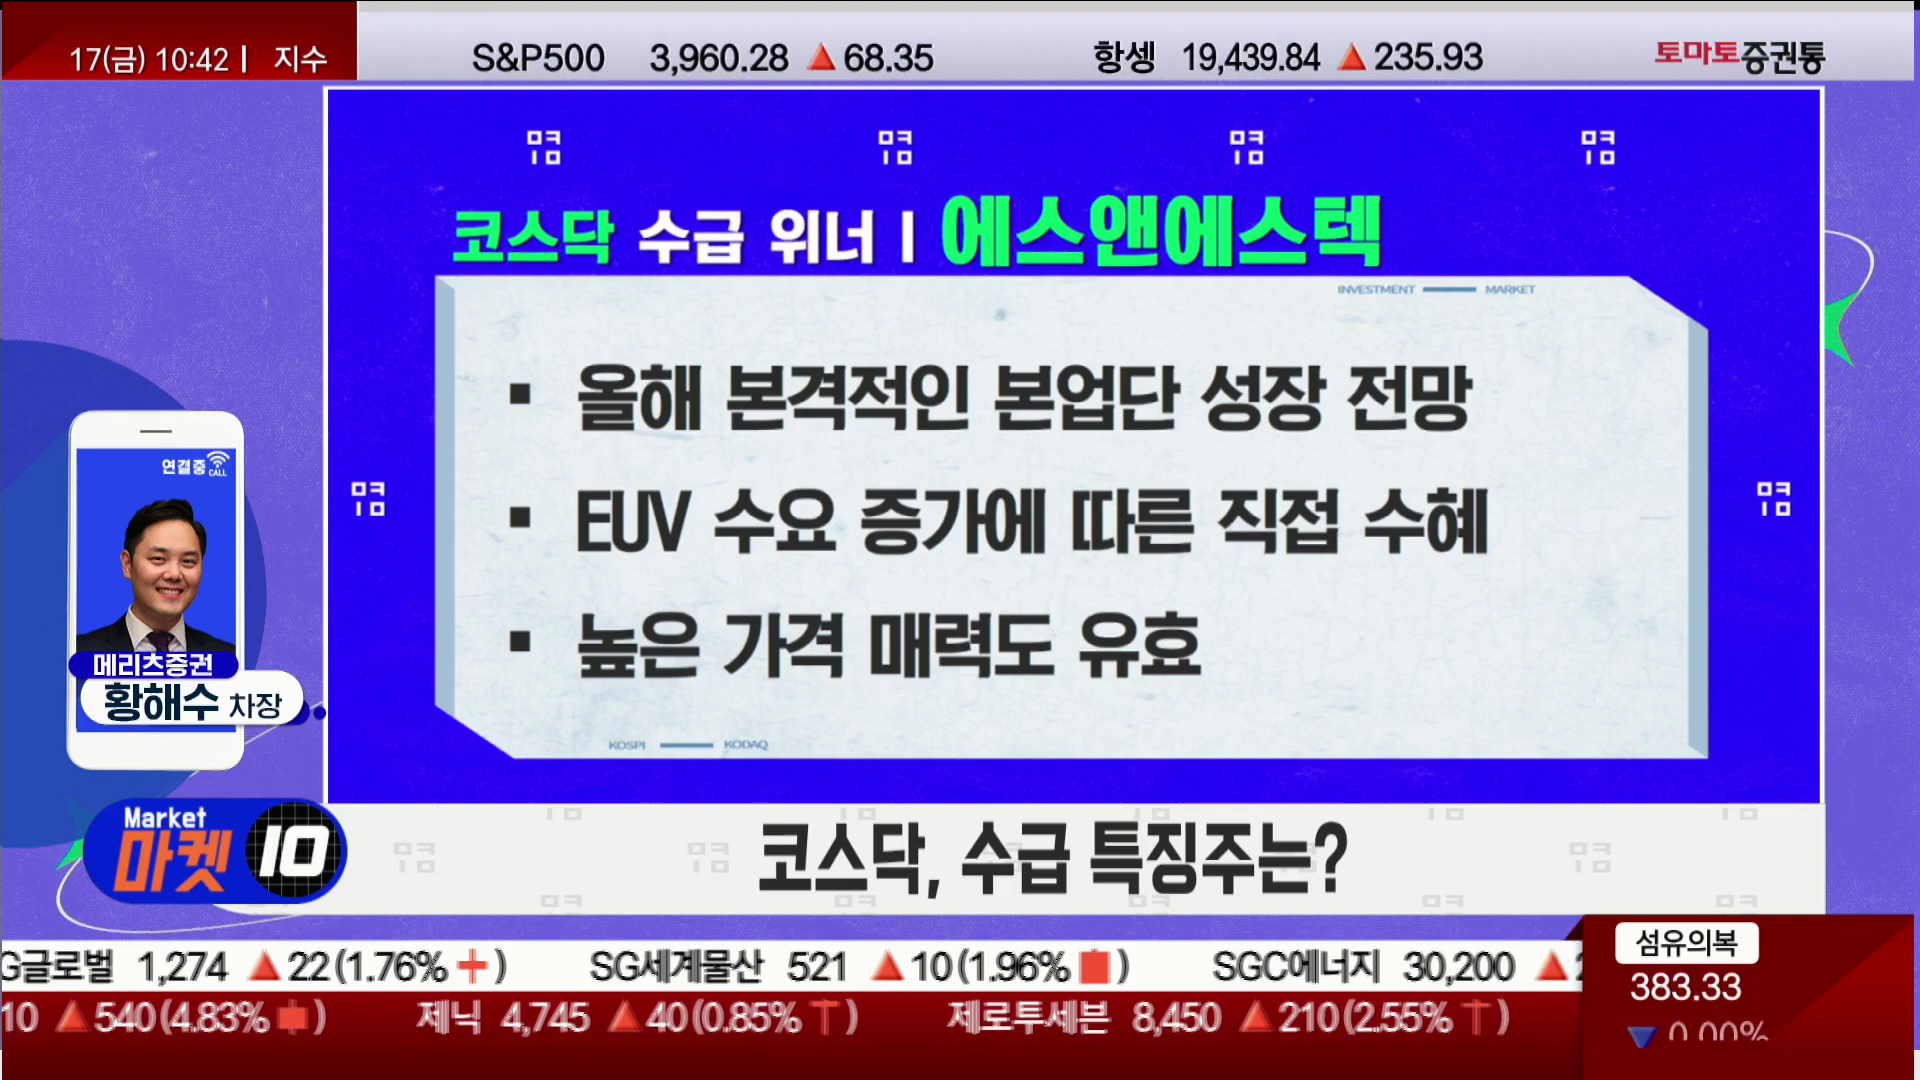 17(금) 10:42 | 지수 S&P500 3,960.28 ▲ 68.35 항셍 19,439.84 ▲ 235.93 토마토증권통
코스닥 수급 위너 | 에스앤에스텍
INVESTMENT MARKET
▪ 올해 본격적인 본업단 성장 전망
▪ EUV 수요 증가에 따른 직접 수혜
▪ 높은 가격 매력도 유효
KOSPI KODAQ
연결중 CALL
메리츠증권
황해수 차장
Market
마켓 10
코스닥, 수급 특징주는?
G글로벌 1,274 ▲ 22(1.76% ) SG세계물산 521 ▲ 10(1.96% ) SGC에너지 30,200 ▲
10 ▲ 540(4.83% ) 제닉 4,745 ▲ 40(0.85% ) 제로투세븐 8,450 ▲ 210(2.55% )
섬유의복
383.33
▼ 0.00%